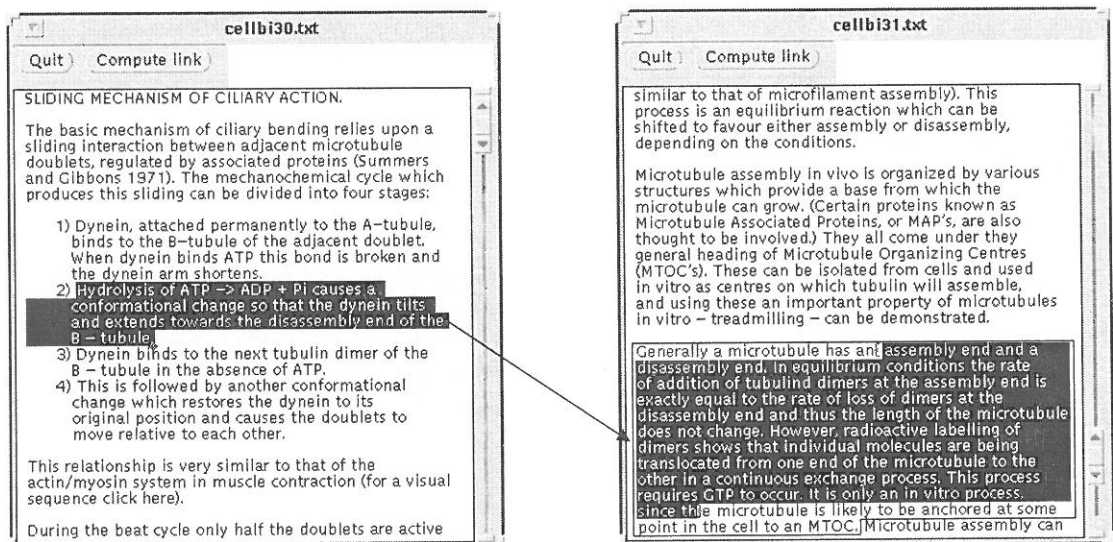 cellbi30.txt
Quit
Compute link
SLIDING MECHANISM OF CILIARY ACTION.
The basic mechanism of ciliary bending relies upon a
sliding interaction between adjacent microtubule
doublets, regulated by associated proteins (Summers
and Gibbons 1971). The mechanochemical cycle which
produces this sliding can be divided into four stages:
1) Dynein, attached permanently to the A-tubule,
binds to the B-tubule of the adjacent doublet.
When dynein binds ATP this bond is broken and
the dynein arm shortens.
2) Hydrolysis of ATP -> ADP + Pi causes a
conformational change so that the dynein tilts
and extends towards the disassembly end of the
B - tubule.
3) Dynein binds to the next tubulin dimer of the
B - tubule in the absence of ATP.
4) This is followed by another conformational
change which restores the dynein to its
original position and causes the doublets to
move relative to each other.
This relationship is very similar to that of the
actin/myosin system in muscle contraction (for a visual
sequence click here).
During the beat cycle only half the doublets are active
cellbi31.txt
Quit
Compute link
similar to that of microfilament assembly). This
process is an equilibrium reaction which can be
shifted to favour either assembly or disassembly,
depending on the conditions.
Microtubule assembly in vivo is organized by various
structures which provide a base from which the
microtubule can grow. (Certain proteins known as
Microtubule Associated Proteins, or MAP's, are also
thought to be involved.) They all come under they
general heading of Microtubule Organizing Centres
(MTOC's). These can be isolated from cells and used
in vitro as centres on which tubulin will assemble,
and using these an important property of microtubules
in vitro - treadmilling - can be demonstrated.
Generally a microtubule has an assembly end and a
disassembly end. In equilibrium conditions the rate
of addition of tubulind dimers at the assembly end is
exactly equal to the rate of loss of dimers at the
disassembly end and thus the length of the microtubule
does not change. However, radioactive labelling of
dimers shows that individual molecules are being
translocated from one end of the microtubule to the
other in a continuous exchange process. This process
requires GTP to occur. It is only an in vitro process,
since the microtubule is likely to be anchored at some
point in the cell to an MTOC. Microtubule assembly can